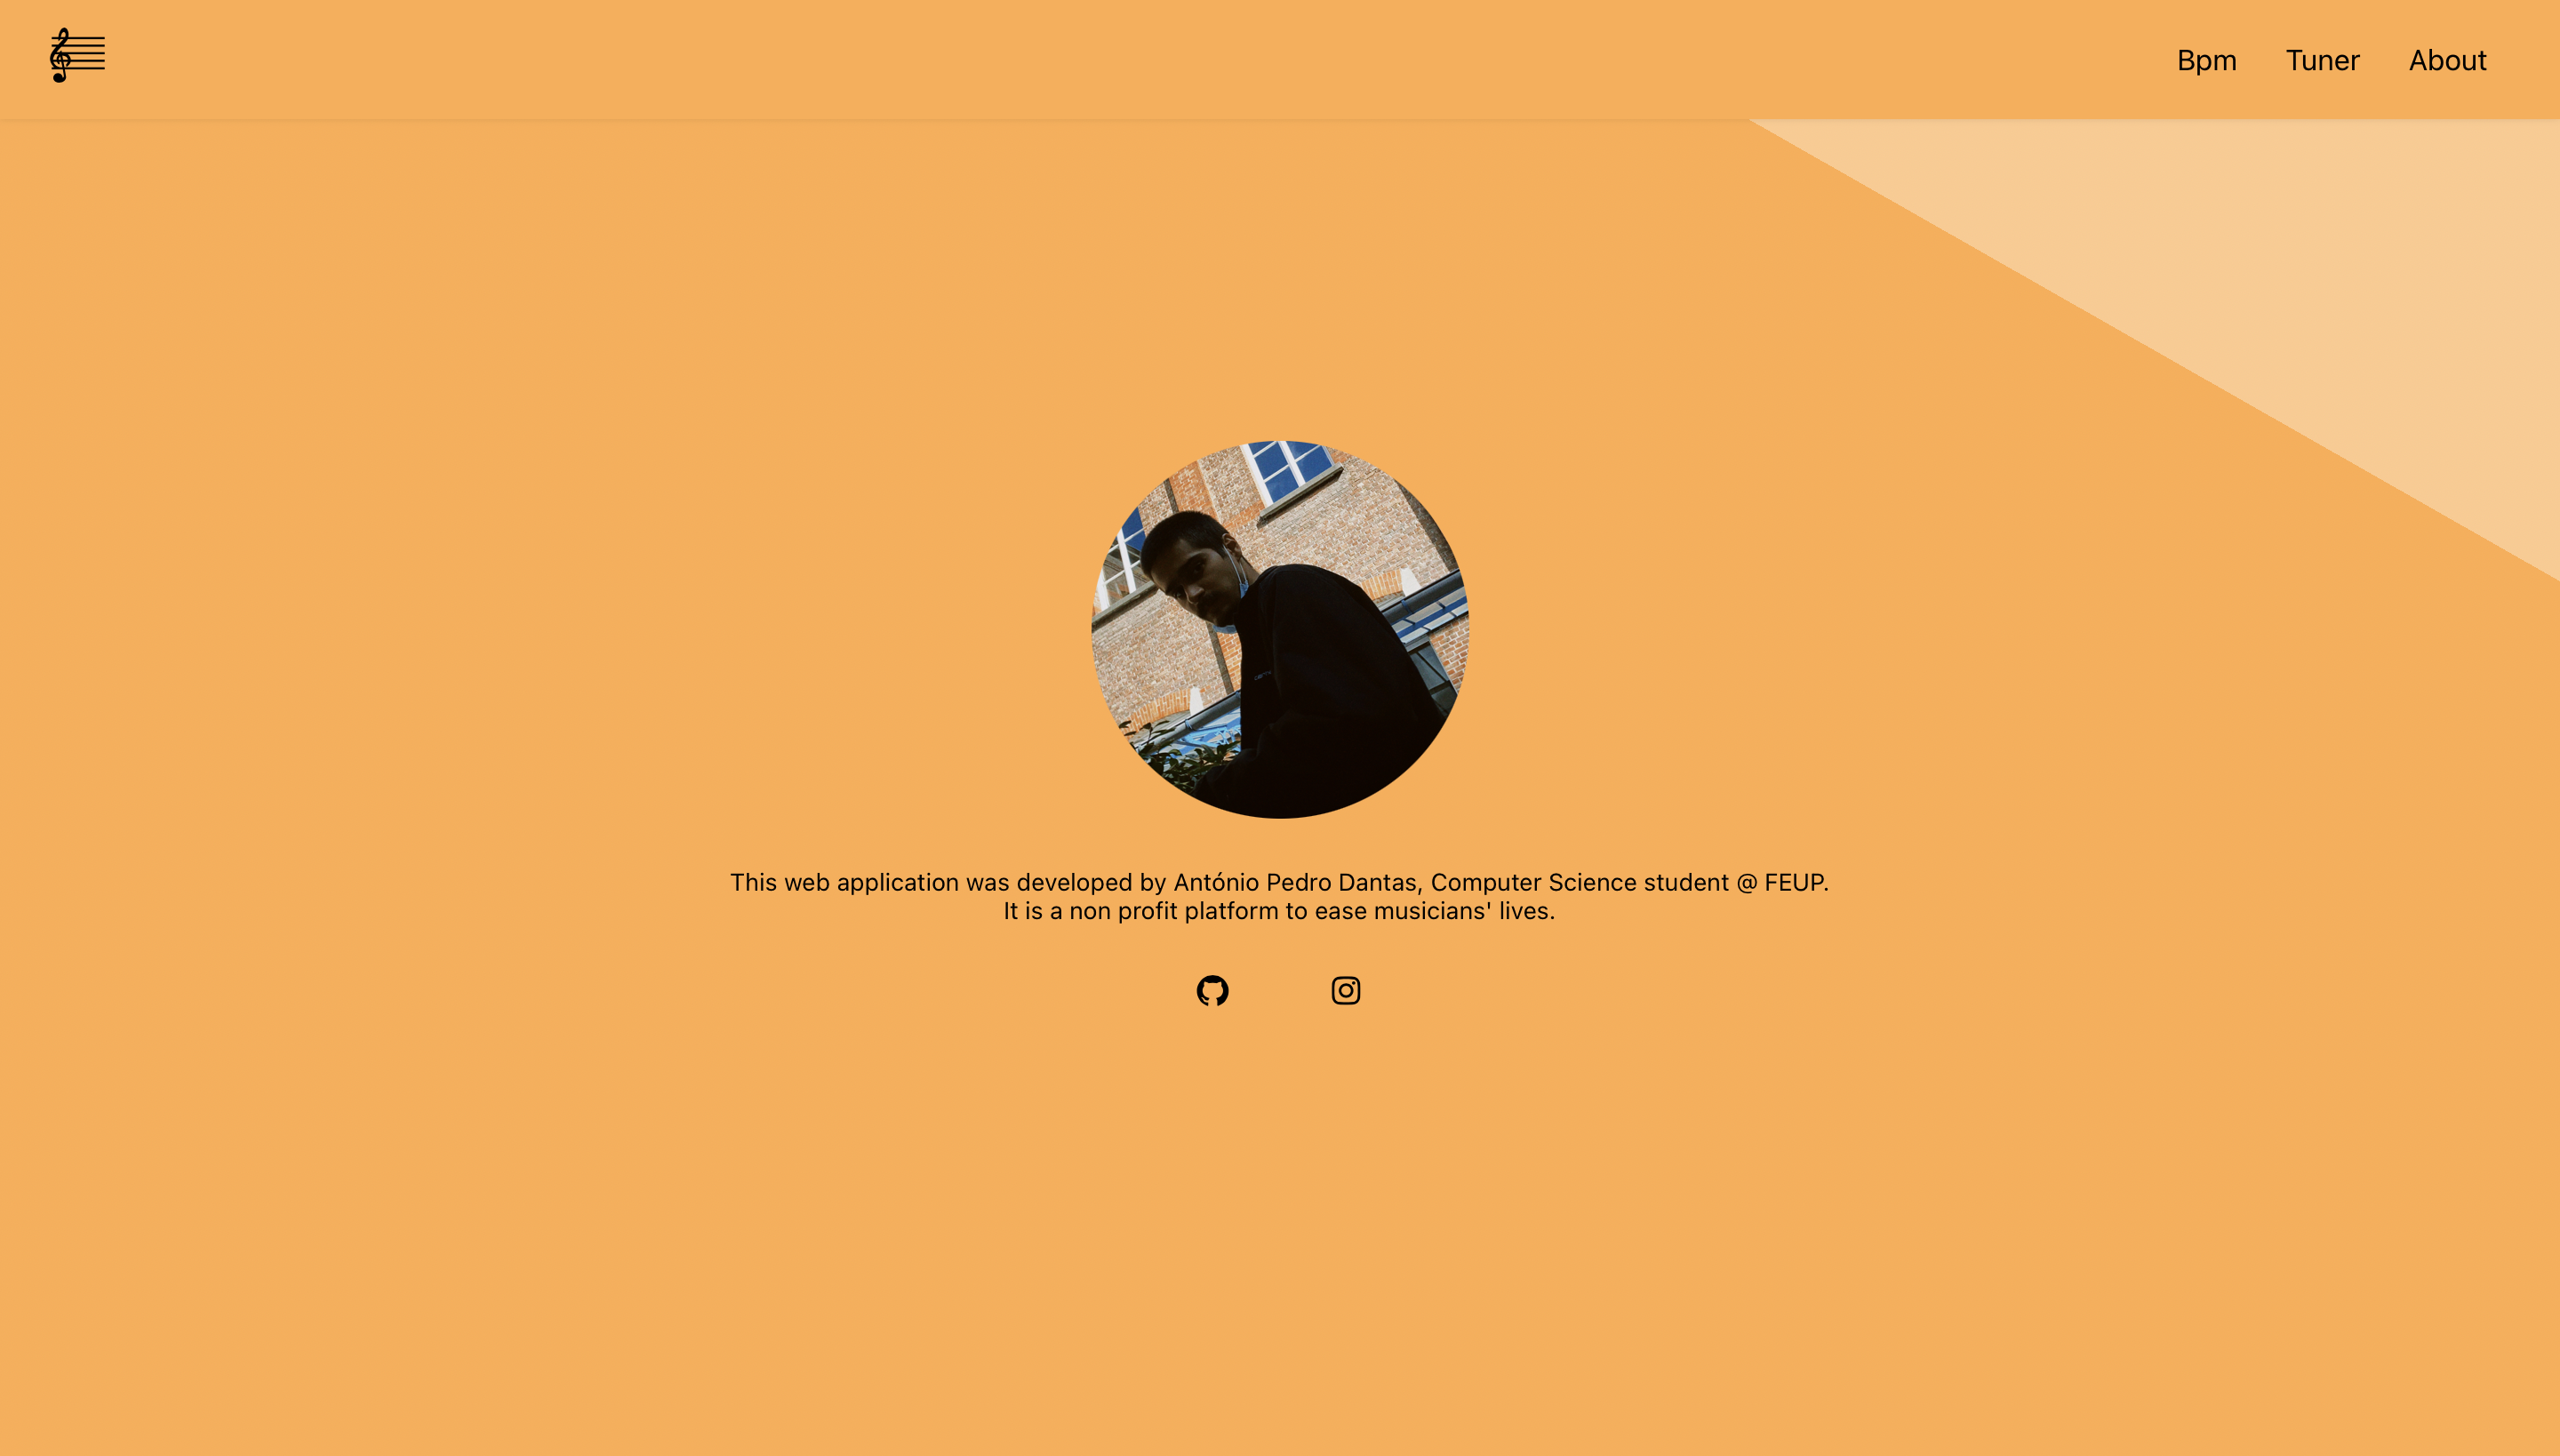 Bpm Tuner About
This web application was developed by António Pedro Dantas, Computer Science student @ FEUP.
It is a non profit platform to ease musicians' lives.